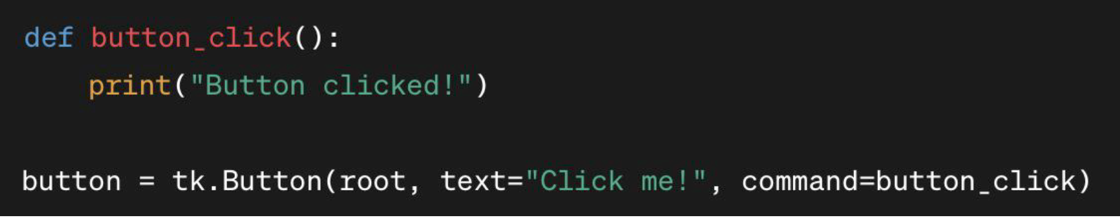 def button_click():
    print("Button clicked!")
button = tk.Button(root, text="Click me!", command=button_click)